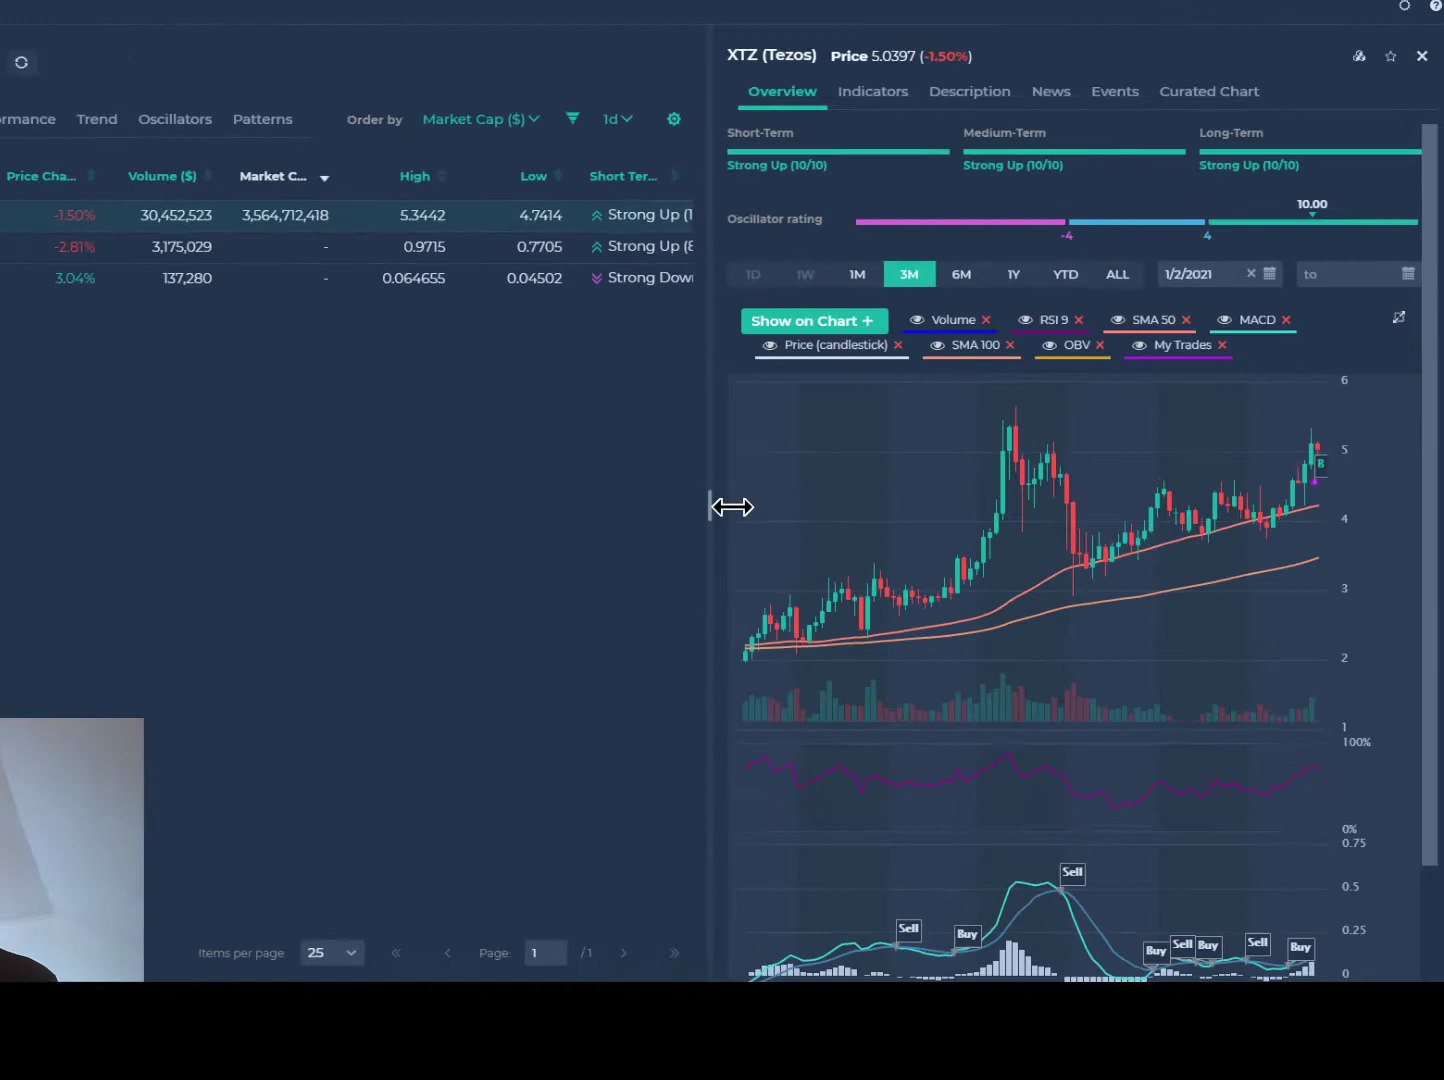 XTZ (Tezos) Price 5.0397 (-1.50%)
Overview Indicators Description News Events Curated Chart
rmance Trend Oscillators Patterns Order by Market Cap ($) 1d
Short-Term Medium-Term Long-Term
Strong Up (10/10) Strong Up (10/10) Strong Up (10/10)
Price Cha... Volume ($) Market C... High Low Short Ter...
-1.50% 30,452,523 3,564,712,418 5.3442 4.7414 Strong Up (1
-2.81% 3,175,029 - 0.9715 0.7705 Strong Up (8
3.04% 137,280 - 0.064655 0.04502 Strong Down
Oscillator rating 10.00
-4 4
1D 1W 1M 3M 6M 1Y YTD ALL 1/2/2021 to
Show on Chart + Volume RSI 9 SMA 50 MACD
Price (candlestick) SMA 100 OBV My Trades
6
5
B
4
3
2
1
100%
0%
0.75
Sell
0.5
Sell Buy Buy Sell Buy Sell Buy
0.25
0
Items per page 25 Page: 1 /1